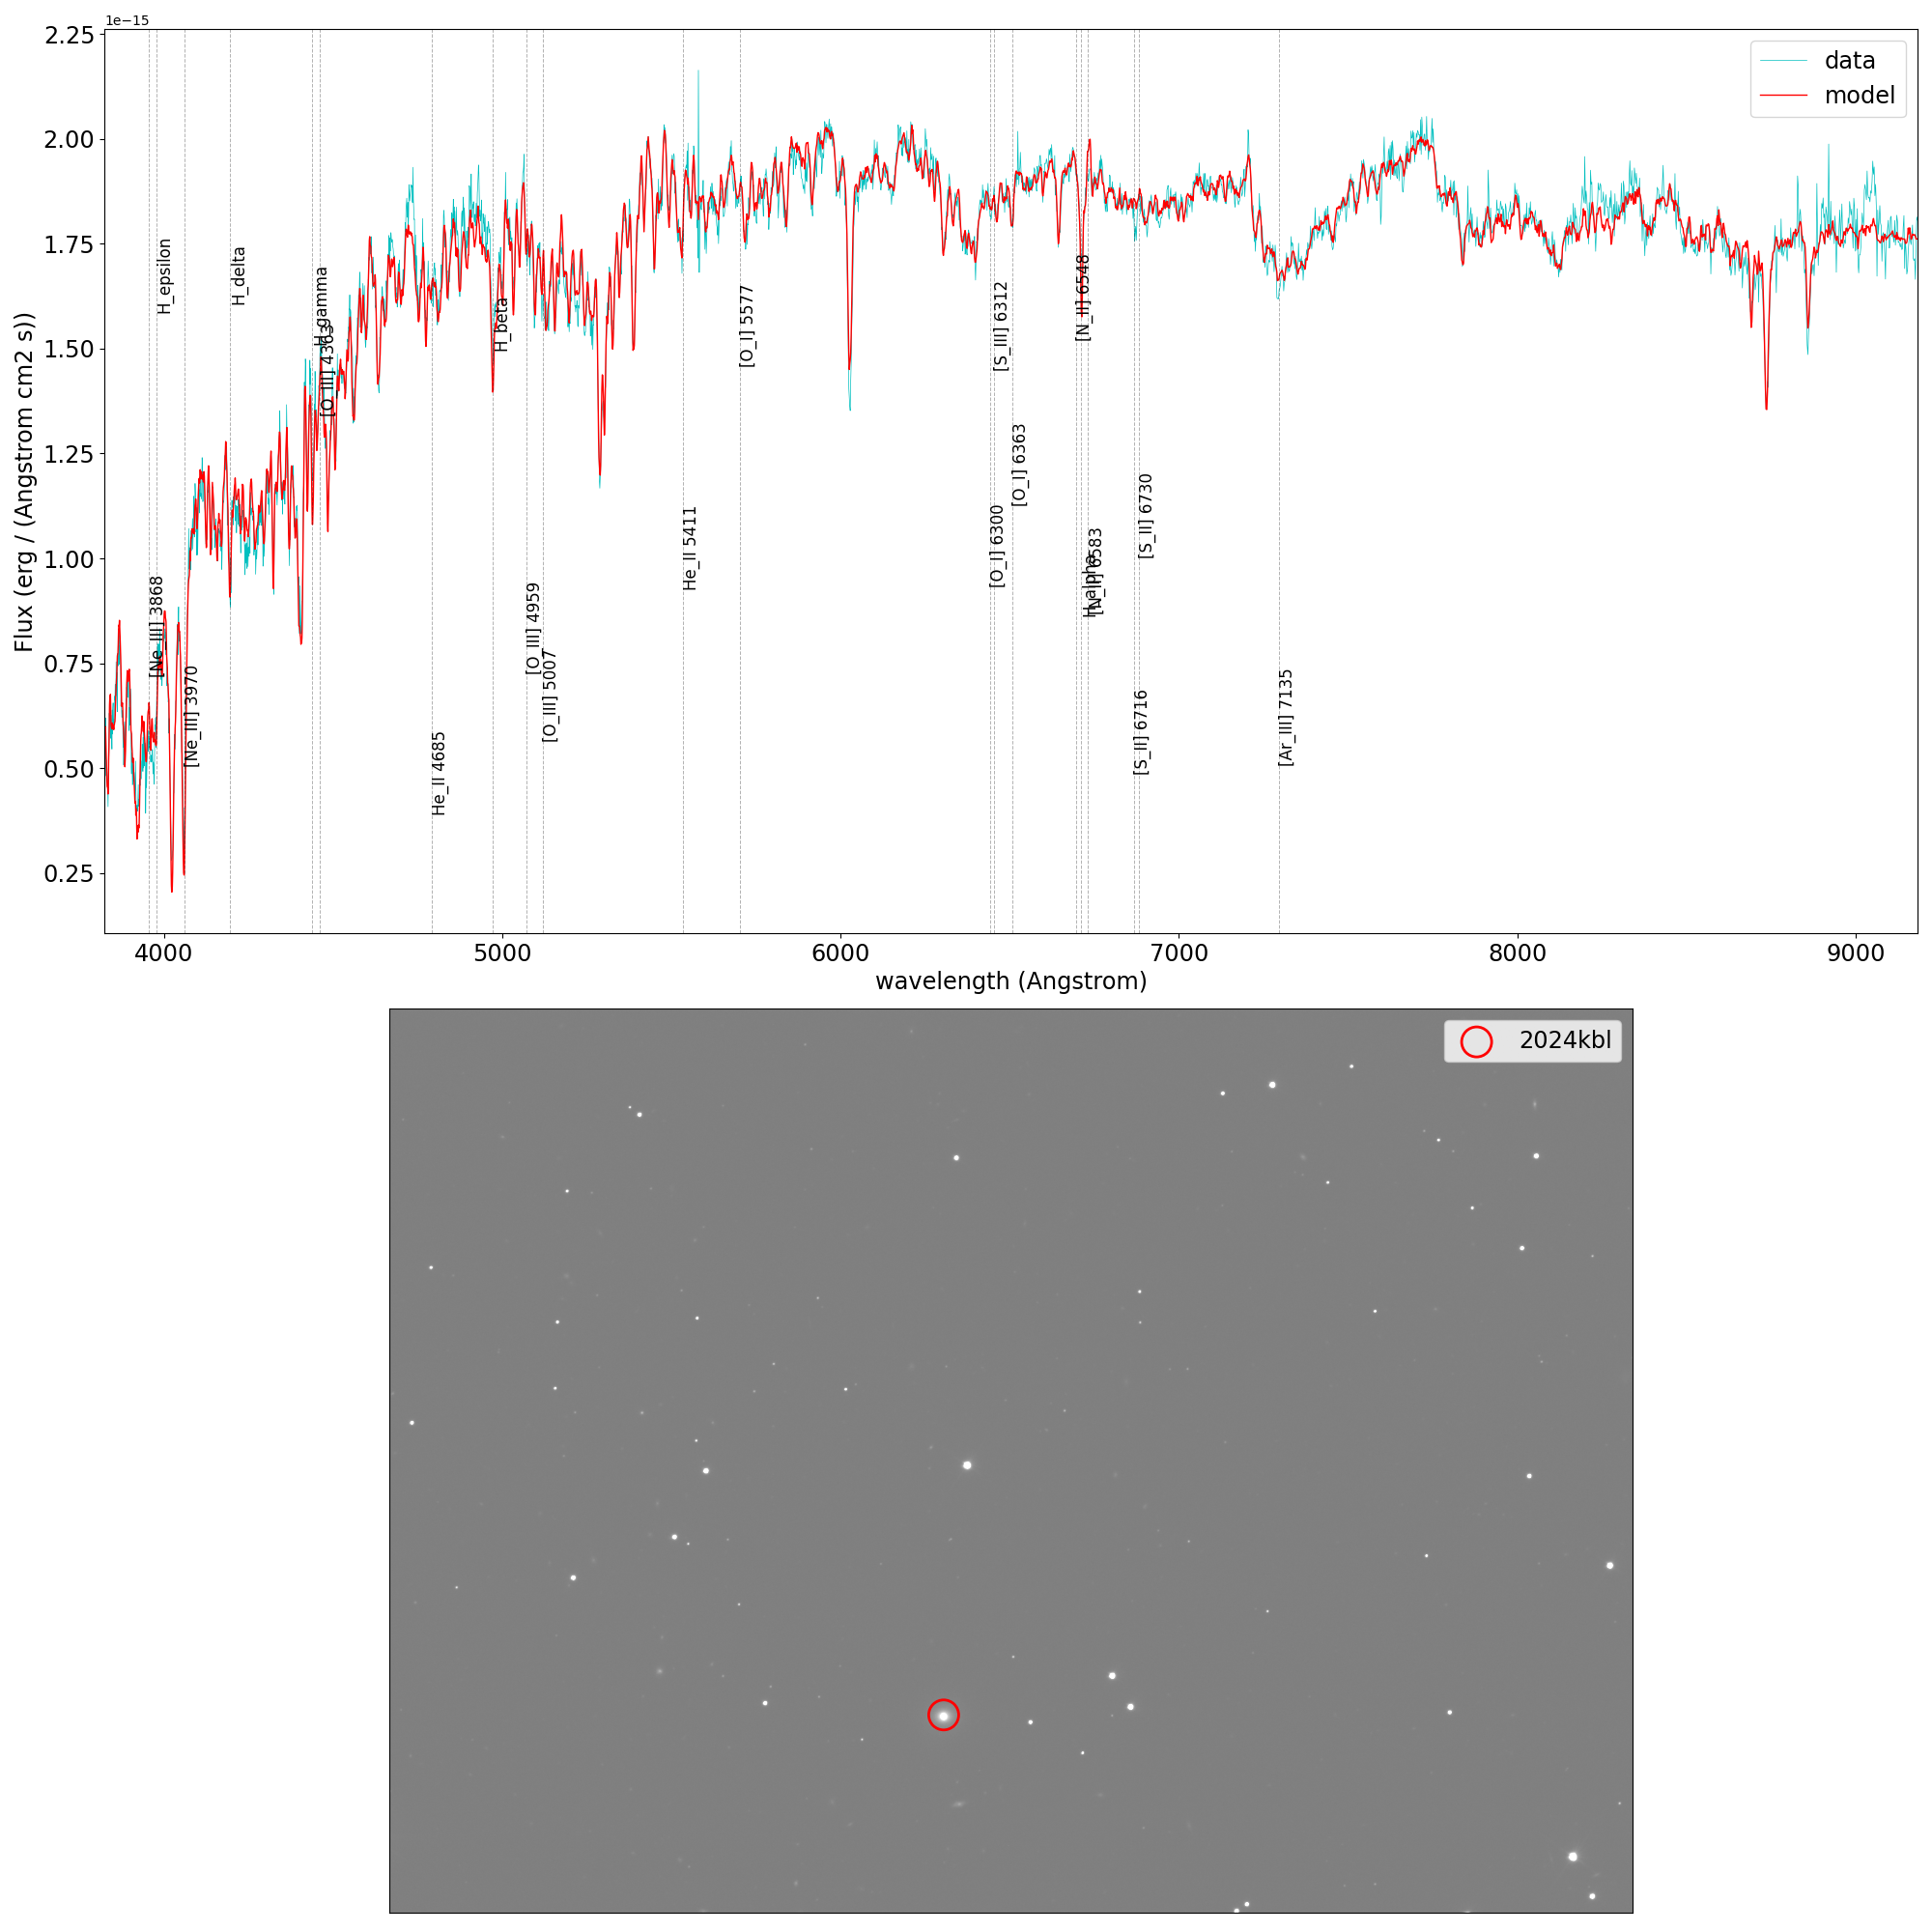 1e−15
2.25
2.00
1.75
1.50
1.25
1.00
0.75
0.50
0.25
Flux (erg / (Angstrom cm2 s))
data
model
H_epsilon
H_delta
H_gamma
[O_III] 4363
H_beta
[O_I] 5577
[S_III] 6312
[N_II] 6548
[O_I] 6363
[Ne_III] 3868
[Ne_III] 3970
He_II 4685
[O_III] 4959
[O_III] 5007
He_II 5411
[O_I] 6300
H_alpha
[N_II] 6583
[S_II] 6730
[S_II] 6716
[Ar_III] 7135
4000
5000
6000
7000
8000
9000
wavelength (Angstrom)
2024kbl